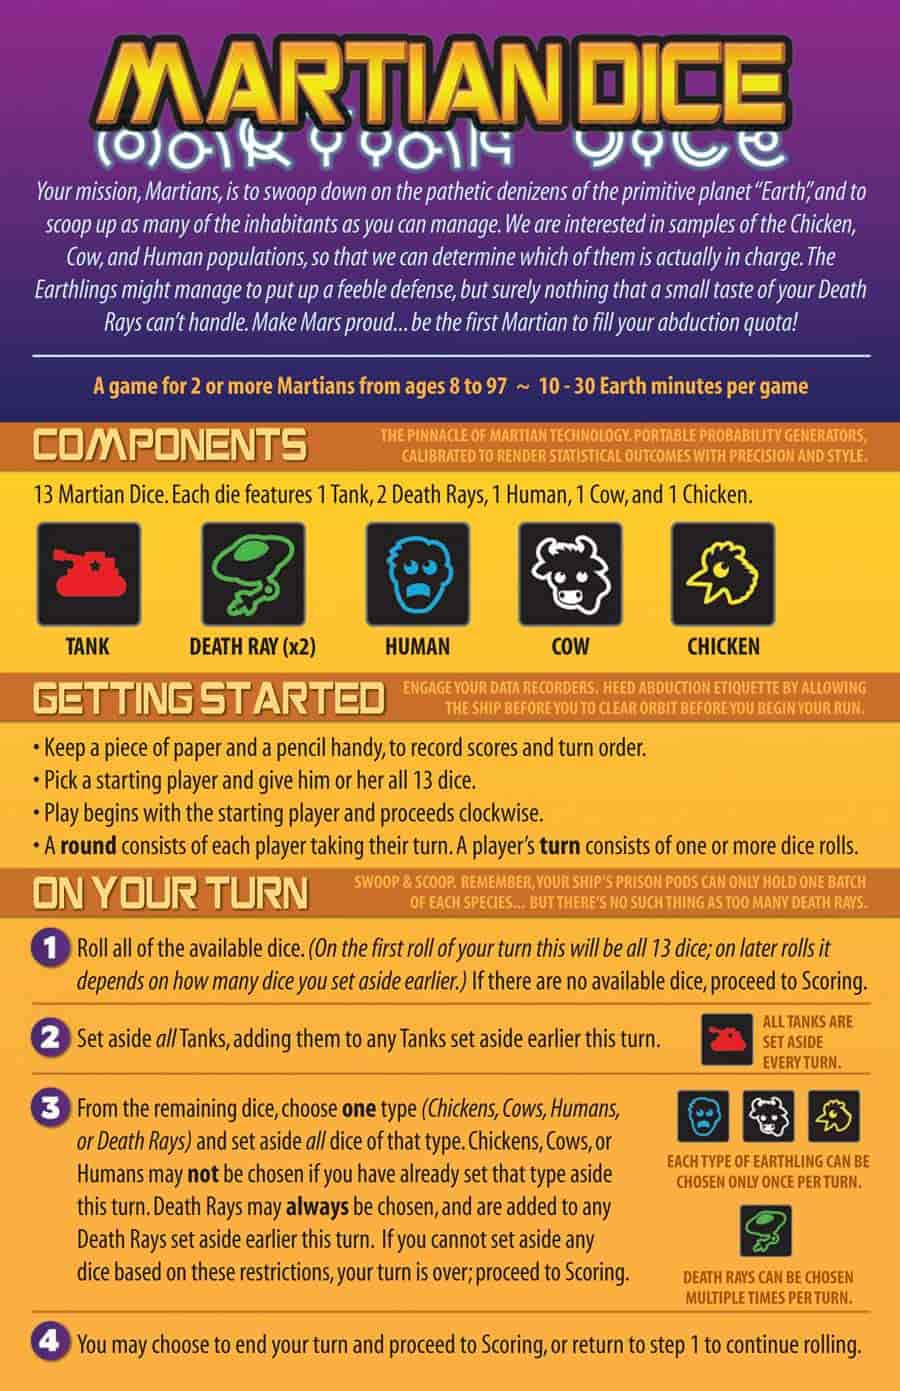 MARTIAN DICE
MARTIAN DICE
Your mission, Martians, is to swoop down on the pathetic denizens of the primitive planet “Earth,” and to
scoop up as many of the inhabitants as you can manage. We are interested in samples of the Chicken,
Cow, and Human populations, so that we can determine which of them is actually in charge. The
Earthlings might manage to put up a feeble defense, but surely nothing that a small taste of your Death
Rays can’t handle. Make Mars proud... be the first Martian to fill your abduction quota!
A game for 2 or more Martians from ages 8 to 97 ~ 10 - 30 Earth minutes per game
COMPONENTS
THE PINNACLE OF MARTIAN TECHNOLOGY. PORTABLE PROBABILITY GENERATORS,
CALIBRATED TO RENDER STATISTICAL OUTCOMES WITH PRECISION AND STYLE.
13 Martian Dice. Each die features 1 Tank, 2 Death Rays, 1 Human, 1 Cow, and 1 Chicken.
TANK
DEATH RAY (x2)
HUMAN
COW
CHICKEN
GETTING STARTED
ENGAGE YOUR DATA RECORDERS. HEED ABDUCTION ETIQUETTE BY ALLOWING
THE SHIP BEFORE YOU TO CLEAR ORBIT BEFORE YOU BEGIN YOUR RUN.
• Keep a piece of paper and a pencil handy, to record scores and turn order.
• Pick a starting player and give him or her all 13 dice.
• Play begins with the starting player and proceeds clockwise.
• A round consists of each player taking their turn. A player’s turn consists of one or more dice rolls.
ON YOUR TURN
SWOOP & SCOOP. REMEMBER, YOUR SHIP’S PRISON PODS CAN ONLY HOLD ONE BATCH
OF EACH SPECIES... BUT THERE’S NO SUCH THING AS TOO MANY DEATH RAYS.
1 Roll all of the available dice. (On the first roll of your turn this will be all 13 dice; on later rolls it
depends on how many dice you set aside earlier.) If there are no available dice, proceed to Scoring.
2 Set aside all Tanks, adding them to any Tanks set aside earlier this turn.
ALL TANKS ARE
SET ASIDE
EVERY TURN.
3 From the remaining dice, choose one type (Chickens, Cows, Humans,
or Death Rays) and set aside all dice of that type. Chickens, Cows, or
Humans may not be chosen if you have already set that type aside
this turn. Death Rays may always be chosen, and are added to any
Death Rays set aside earlier this turn. If you cannot set aside any
dice based on these restrictions, your turn is over; proceed to Scoring.
EACH TYPE OF EARTHLING CAN BE
CHOSEN ONLY ONCE PER TURN.
DEATH RAYS CAN BE CHOSEN
MULTIPLE TIMES PER TURN.
4 You may choose to end your turn and proceed to Scoring, or return to step 1 to continue rolling.